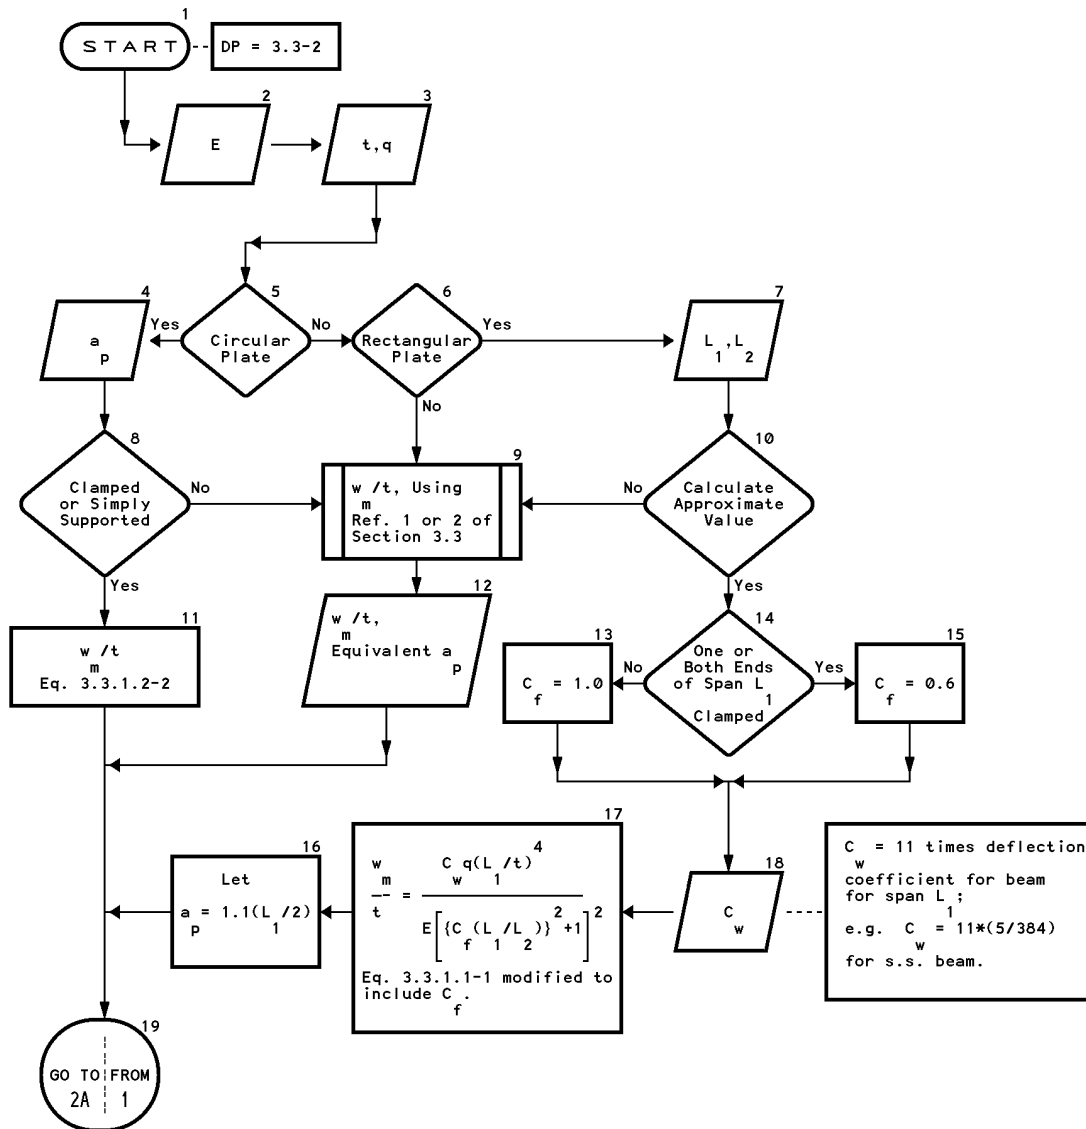 1
START
DP = 3.3-2
2
E
3
t,q
4
a
p
5
Circular
Plate
Yes
No
6
Rectangular
Plate
Yes
No
7
L ,L
1 2
8
Clamped
or Simply
Supported
No
Yes
9
w /t, Using
m
Ref. 1 or 2 of
Section 3.3
10
Calculate
Approximate
Value
No
Yes
11
w /t
m
Eq. 3.3.1.2-2
12
w /t,
m
Equivalent a
p
13
C = 1.0
f
14
One or
Both Ends
of Span L
1
Clamped
No
Yes
15
C = 0.6
f
16
Let
a = 1.1(L /2)
p 1
17
4
w C q(L /t)
m w 1
-- =
t
2 2
E[{C (L /L )} +1]
f 1 2
Eq. 3.3.1.1-1 modified to
include C .
f
18
C
w
C = 11 times deflection
w
coefficient for beam
for span L ;
1
e.g. C = 11*(5/384)
w
for s.s. beam.
19
GO TO FROM
2A 1